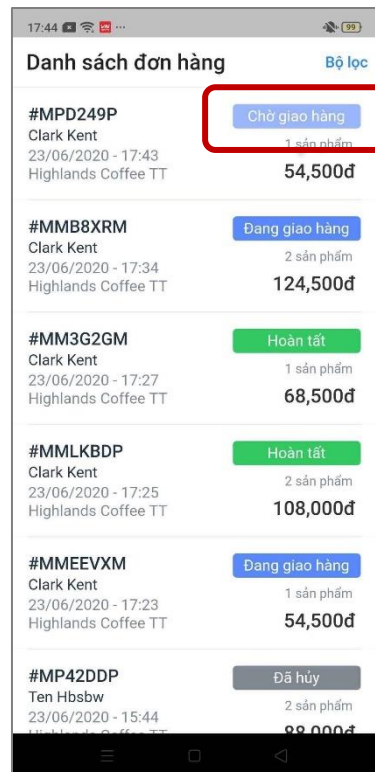 17:44
99
Danh sách đơn hàng
Bộ lọc
#MPD249P
Chờ giao hàng
Clark Kent
1 sản phẩm
23/06/2020 - 17:43
54,500đ
Highlands Coffee TT
#MMB8XRM
Đang giao hàng
Clark Kent
2 sản phẩm
23/06/2020 - 17:34
124,500đ
Highlands Coffee TT
#MM3G2GM
Hoàn tất
Clark Kent
1 sản phẩm
23/06/2020 - 17:27
68,500đ
Highlands Coffee TT
#MMLKBDP
Hoàn tất
Clark Kent
2 sản phẩm
23/06/2020 - 17:25
108,000đ
Highlands Coffee TT
#MMEEVXM
Đang giao hàng
Clark Kent
1 sản phẩm
23/06/2020 - 17:23
54,500đ
Highlands Coffee TT
#MP42DDP
Đã hủy
Ten Hbsbw
2 sản phẩm
23/06/2020 - 15:44
88,000đ
Highlands Coffee TT